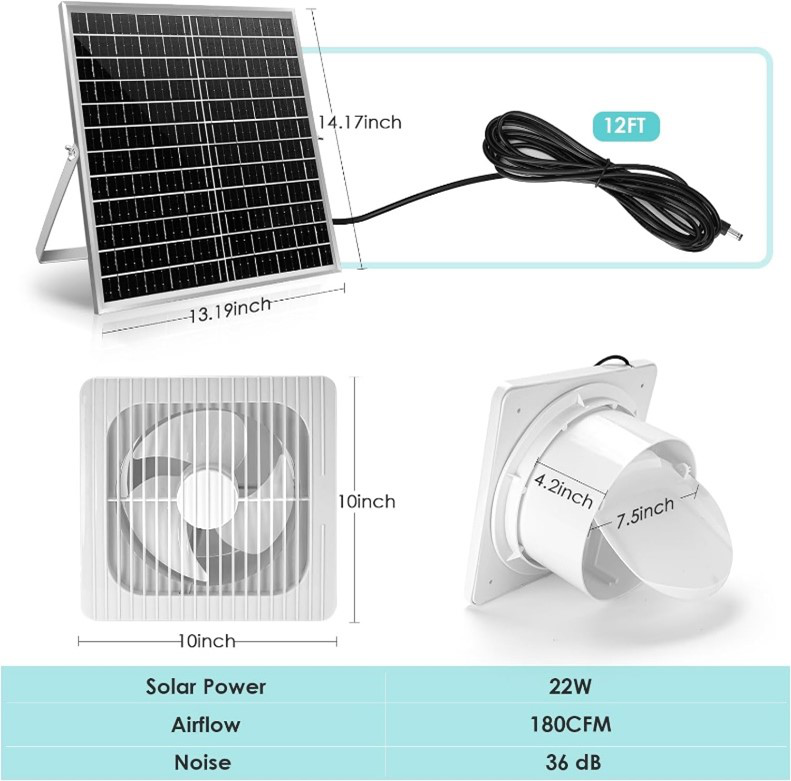 14.17inch
12FT
13.19inch
10inch
10inch
4.2inch
7.5inch
Solar Power 22W
Airflow 180CFM
Noise 36 dB